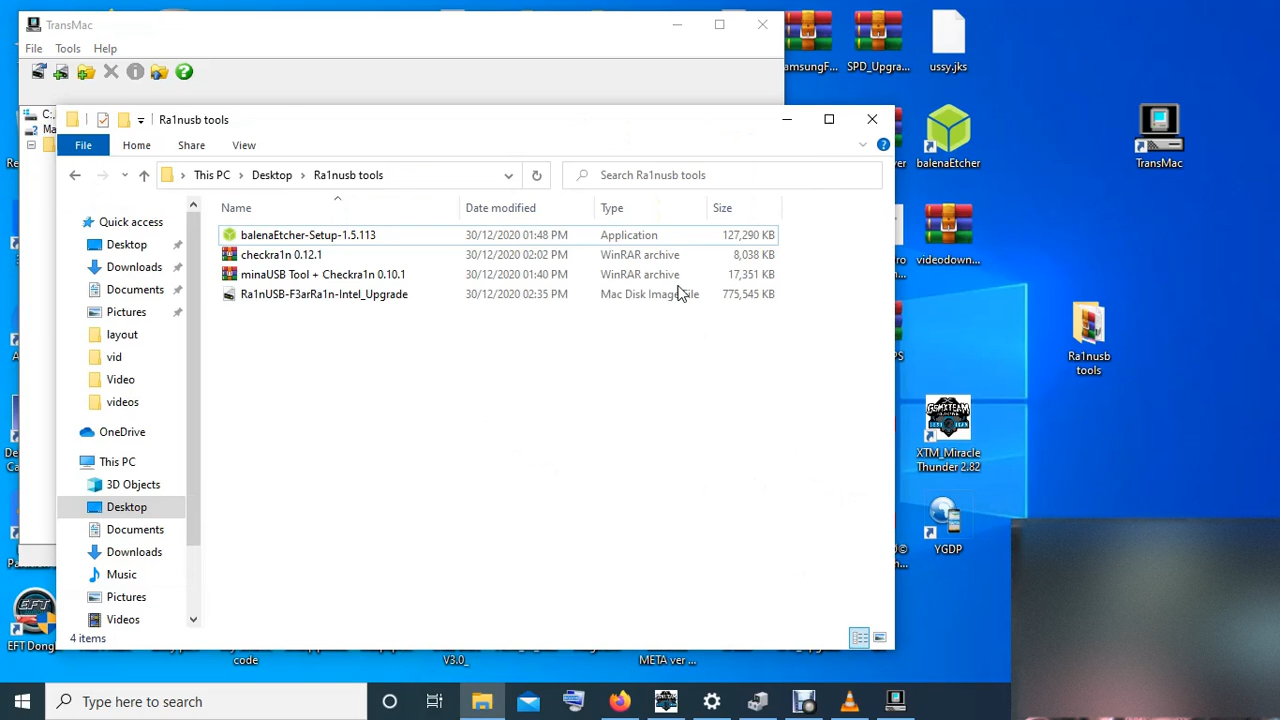 TransMac
File Tools Help
C:
Ma
Ra1nusb tools
File Home Share View
This PC Desktop Ra1nusb tools
Search Ra1nusb tools
Name Date modified Type Size
balenaEtcher-Setup-1.5.113 30/12/2020 01:48 PM Application 127,290 KB
checkra1n 0.12.1 30/12/2020 02:02 PM WinRAR archive 8,038 KB
minaUSB Tool + Checkra1n 0.10.1 30/12/2020 01:40 PM WinRAR archive 17,351 KB
Ra1nUSB-F3arRa1n-Intel_Upgrade 30/12/2020 02:35 PM Mac Disk Image file 775,545 KB
Quick access
Desktop
Downloads
Documents
Pictures
layout
vid
Video
videos
OneDrive
This PC
3D Objects
Desktop
Documents
Downloads
Music
Pictures
Videos
4 items
amsungF...
SPD_Upgra...
ussy.jks
balenaEtcher
TransMac
videodown...
Ra1nusb
tools
XTM_Miracle
Thunder 2.82
YGDP
EFT Dong
code
V3.0_
META ver ...
Type here to search